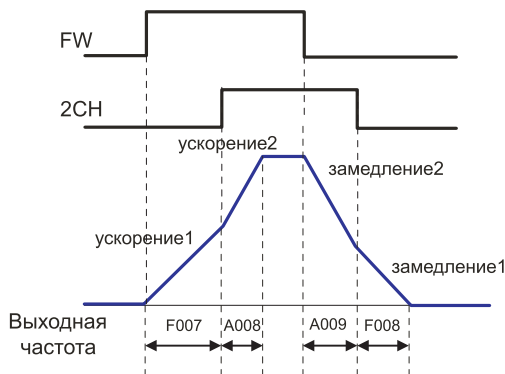 FW
2CH
ускорение2
замедление2
ускорение1
замедление1
Выходная
частота
F007
A008
A009
F008